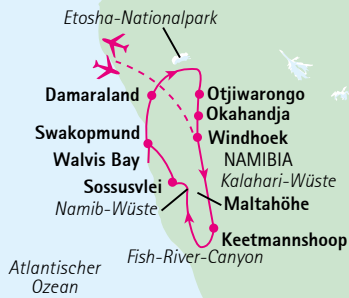 Etosha-Nationalpark
Damaraland
Otjiwarongo
Okahandja
Swakopmund
Windhoek
Walvis Bay
NAMIBIA
Kalahari-Wüste
Sossusvlei
Namib-Wüste
Maltahöhe
Keetmannshoop
Fish-River-Canyon
Atlantischer
Ozean